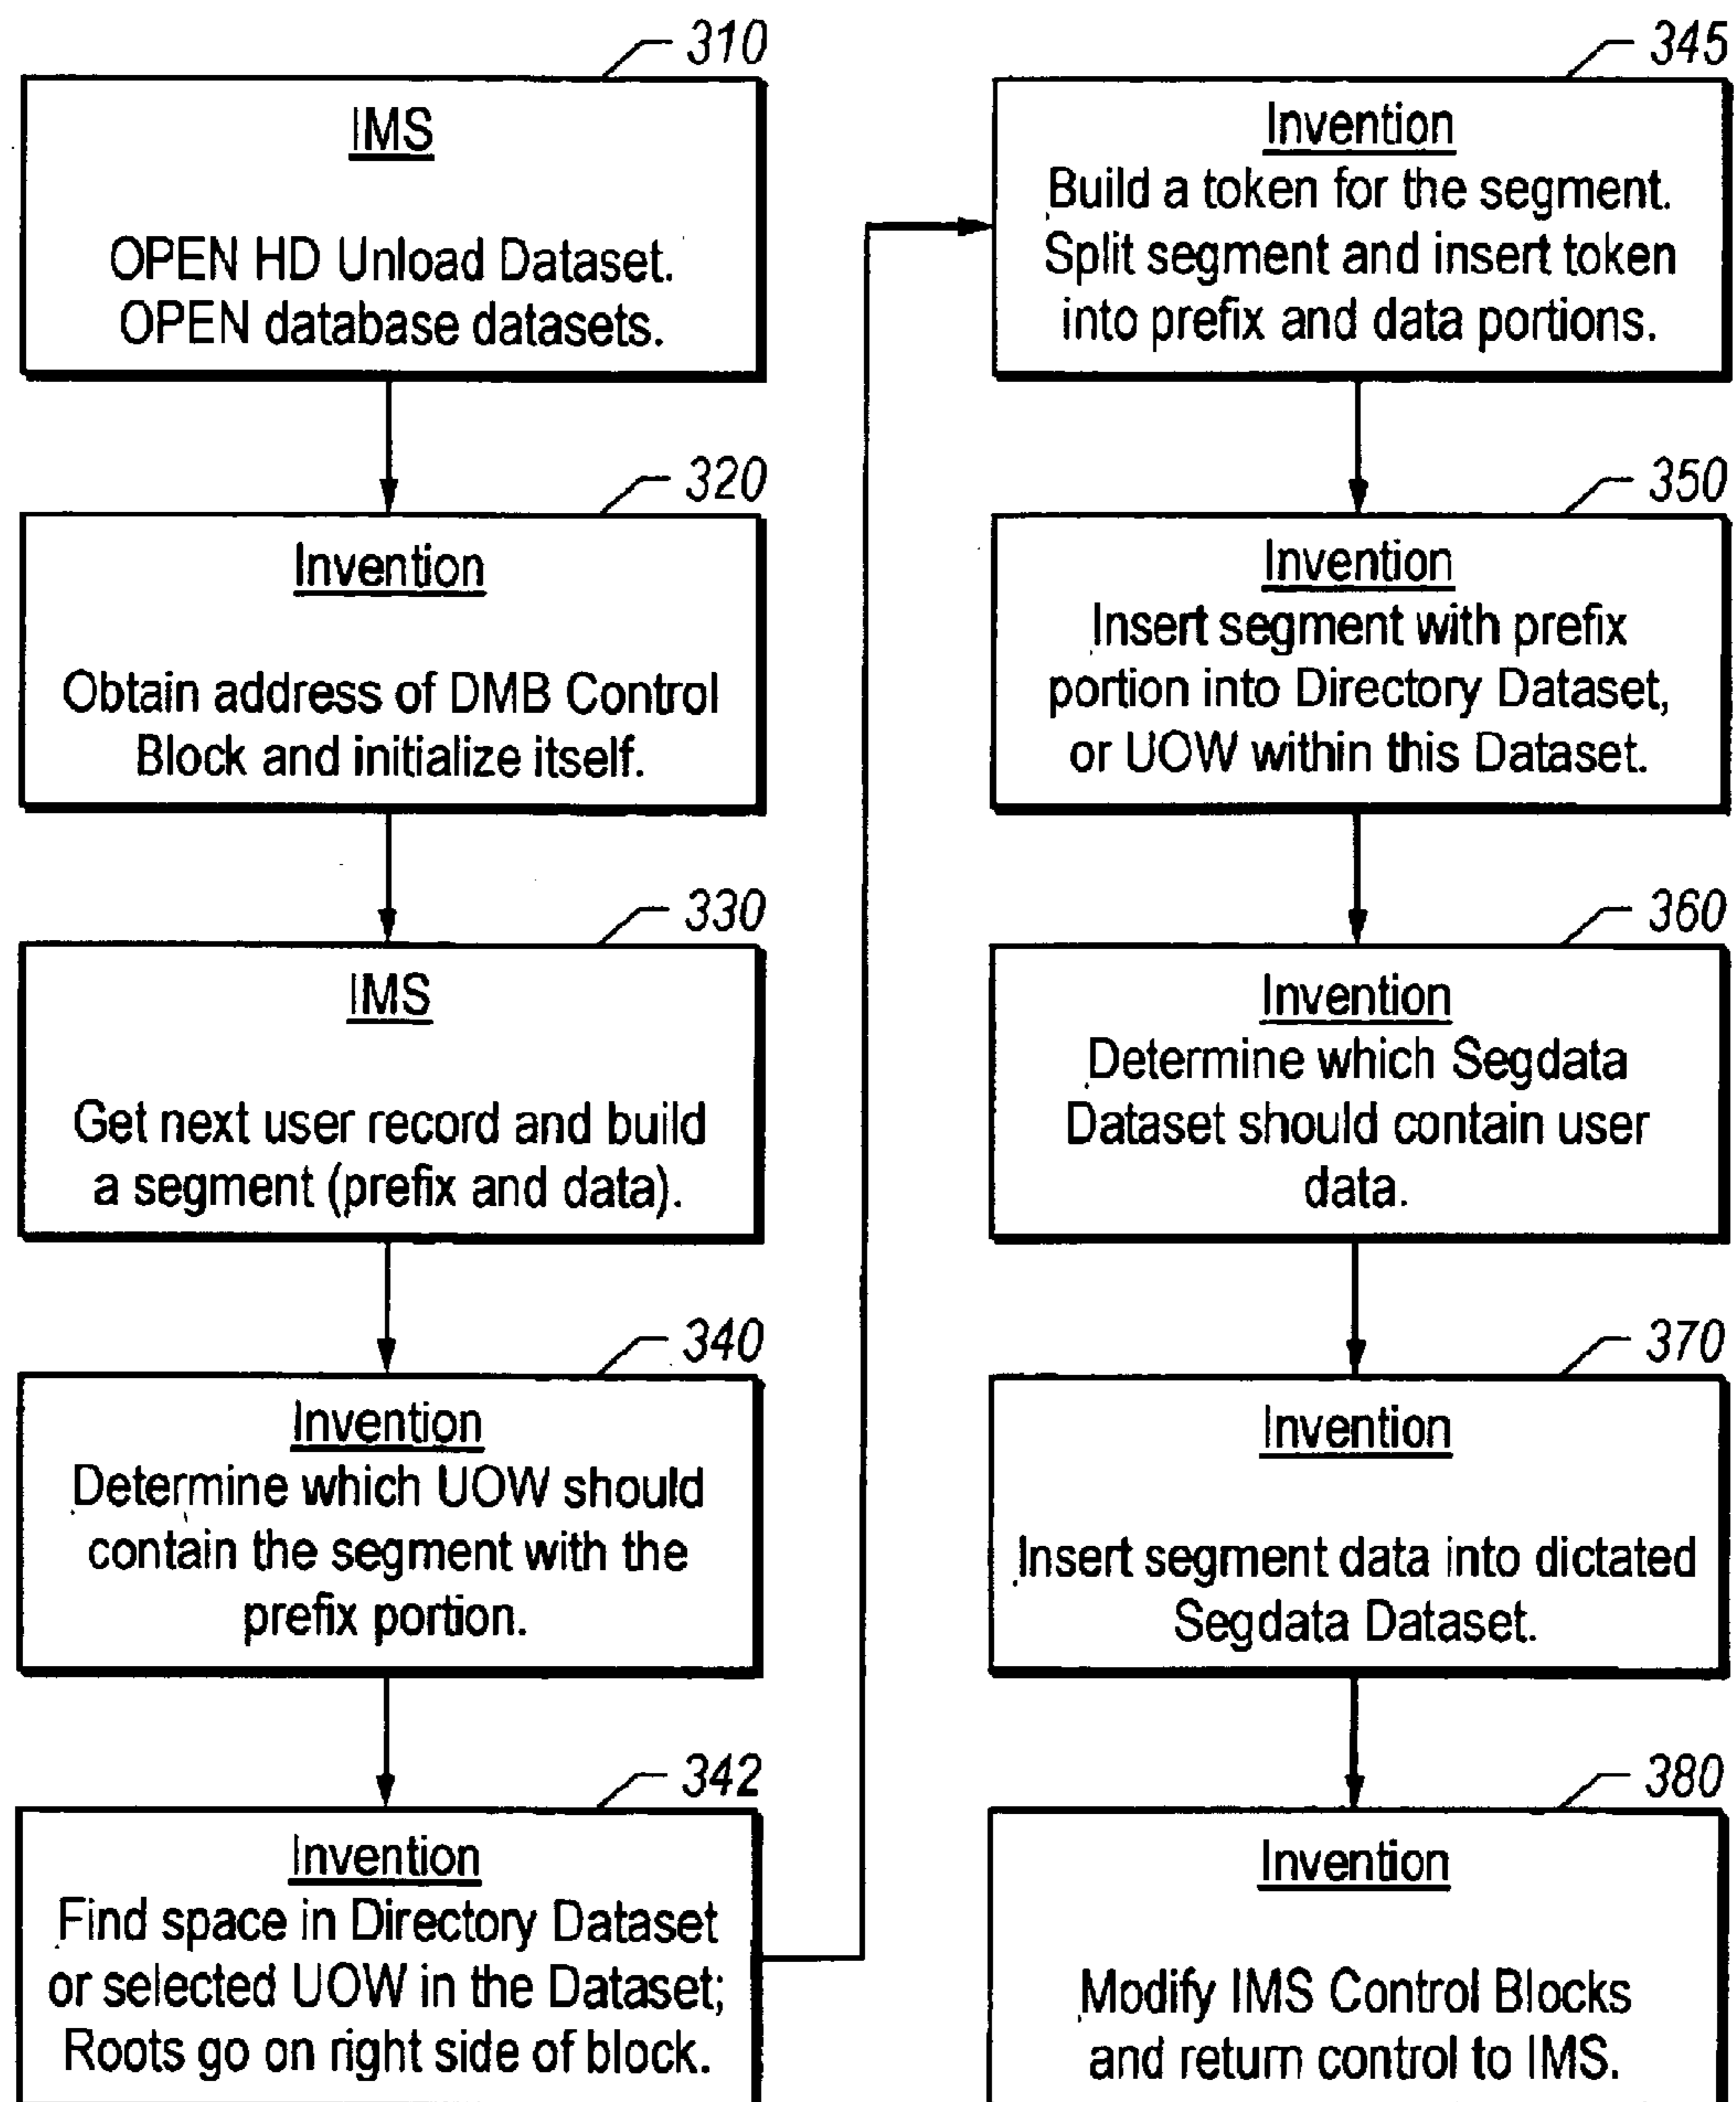 310
IMS
OPEN HD Unload Dataset.
OPEN database datasets.
320
Invention
Obtain address of DMB Control
Block and initialize itself.
330
IMS
Get next user record and build
a segment (prefix and data).
340
Invention
Determine which UOW should
contain the segment with the
prefix portion.
342
Invention
Find space in Directory Dataset
or selected UOW in the Dataset;
Roots go on right side of block.
345
Invention
Build a token for the segment.
Split segment and insert token
into prefix and data portions.
350
Invention
Insert segment with prefix
portion into Directory Dataset,
or UOW within this Dataset.
360
Invention
Determine which Segdata
Dataset should contain user
data.
370
Invention
Insert segment data into dictated
Segdata Dataset.
380
Invention
Modify IMS Control Blocks
and return control to IMS.